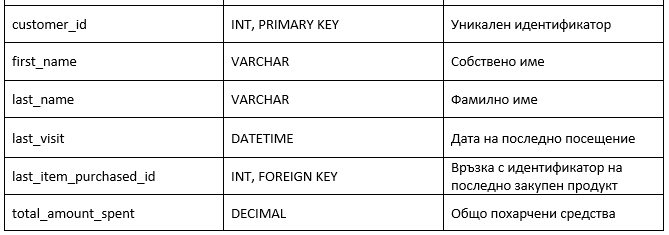 customer_id INT, PRIMARY KEY Уникален идентификатор
first_name VARCHAR Собствено име
last_name VARCHAR Фамилно име
last_visit DATETIME Дата на последно посещение
last_item_purchased_id INT, FOREIGN KEY Връзка с идентификатор на
последно закупен продукт
total_amount_spent DECIMAL Общо похарчени средства